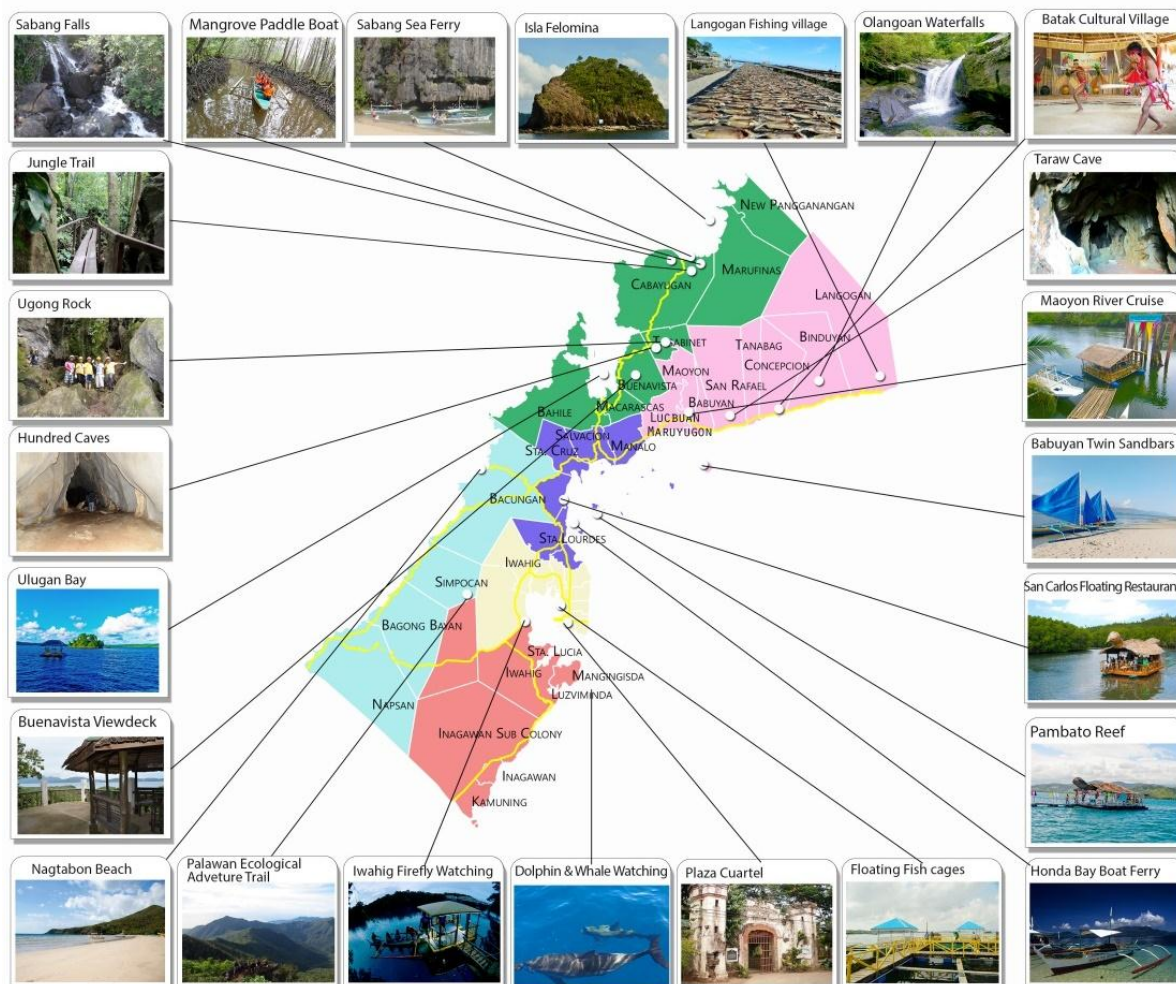 Sabang Falls
Mangrove Paddle Boat
Sabang Sea Ferry
Isla Felomina
Langogan Fishing village
Olangoan Waterfalls
Batak Cultural Village
Jungle Trail
Taraw Cave
Ugong Rock
Maoyon River Cruise
Hundred Caves
Babuyan Twin Sandbars
Ulugan Bay
San Carlos Floating Restauran
Buenavista Viewdeck
Pambato Reef
Nagtabon Beach
Palawan Ecological
Adveture Trail
Iwahig Firefly Watching
Dolphin & Whale Watching
Plaza Cuartel
Floating Fish cages
Honda Bay Boat Ferry
New Pangganangan
Marufinas
Cabayugan
Langogan
Binduyan
Tanabag
Concepcion
Maoyon
San Rafael
Buenavista
Babuyan
Macarascas
Bahile
Lucbuan
Maruyugon
Salvacion
Manalo
Sta. Cruz
Bacungan
Sta.Lourdes
Iwahig
Simpocan
Bagong Bayan
Sta. Lucia
Iwahig
Mangingisda
Luzviminda
Napsan
Inagawan Sub Colony
Inagawan
Kamuning